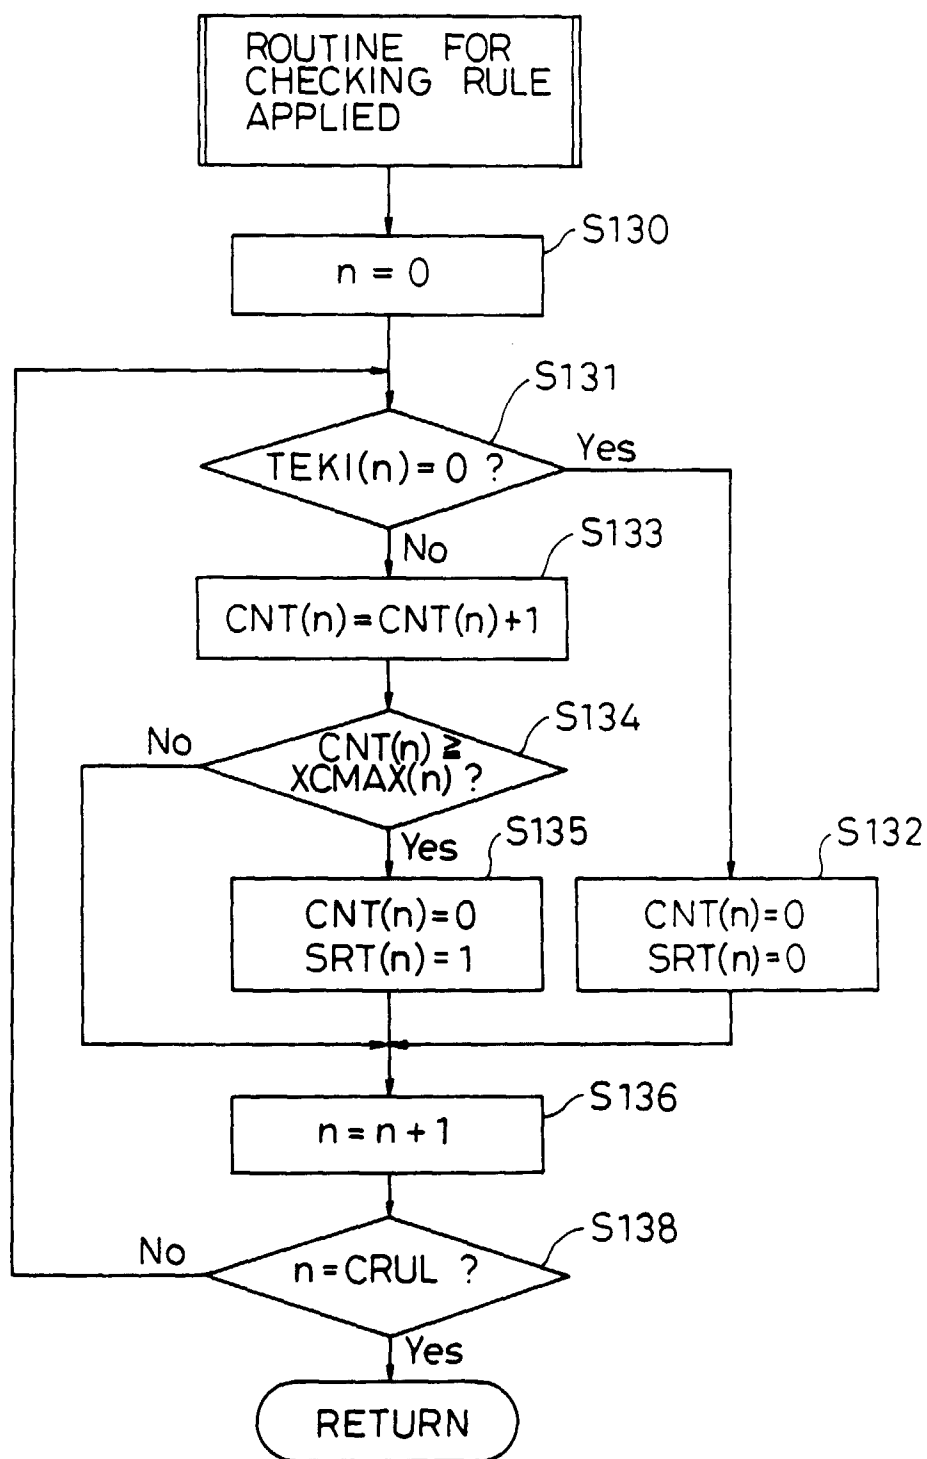 ROUTINE FOR
CHECKING RULE
APPLIED
S130
n = 0
S131
TEKI(n) = 0 ?
Yes
No
S133
CNT(n) = CNT(n)+1
S134
No
CNT(n) ≧
XCMAX(n) ?
Yes
S135
CNT(n) = 0
SRT(n) = 1
S132
CNT(n) = 0
SRT(n) = 0
S136
n = n + 1
S138
No
n = CRUL ?
Yes
RETURN